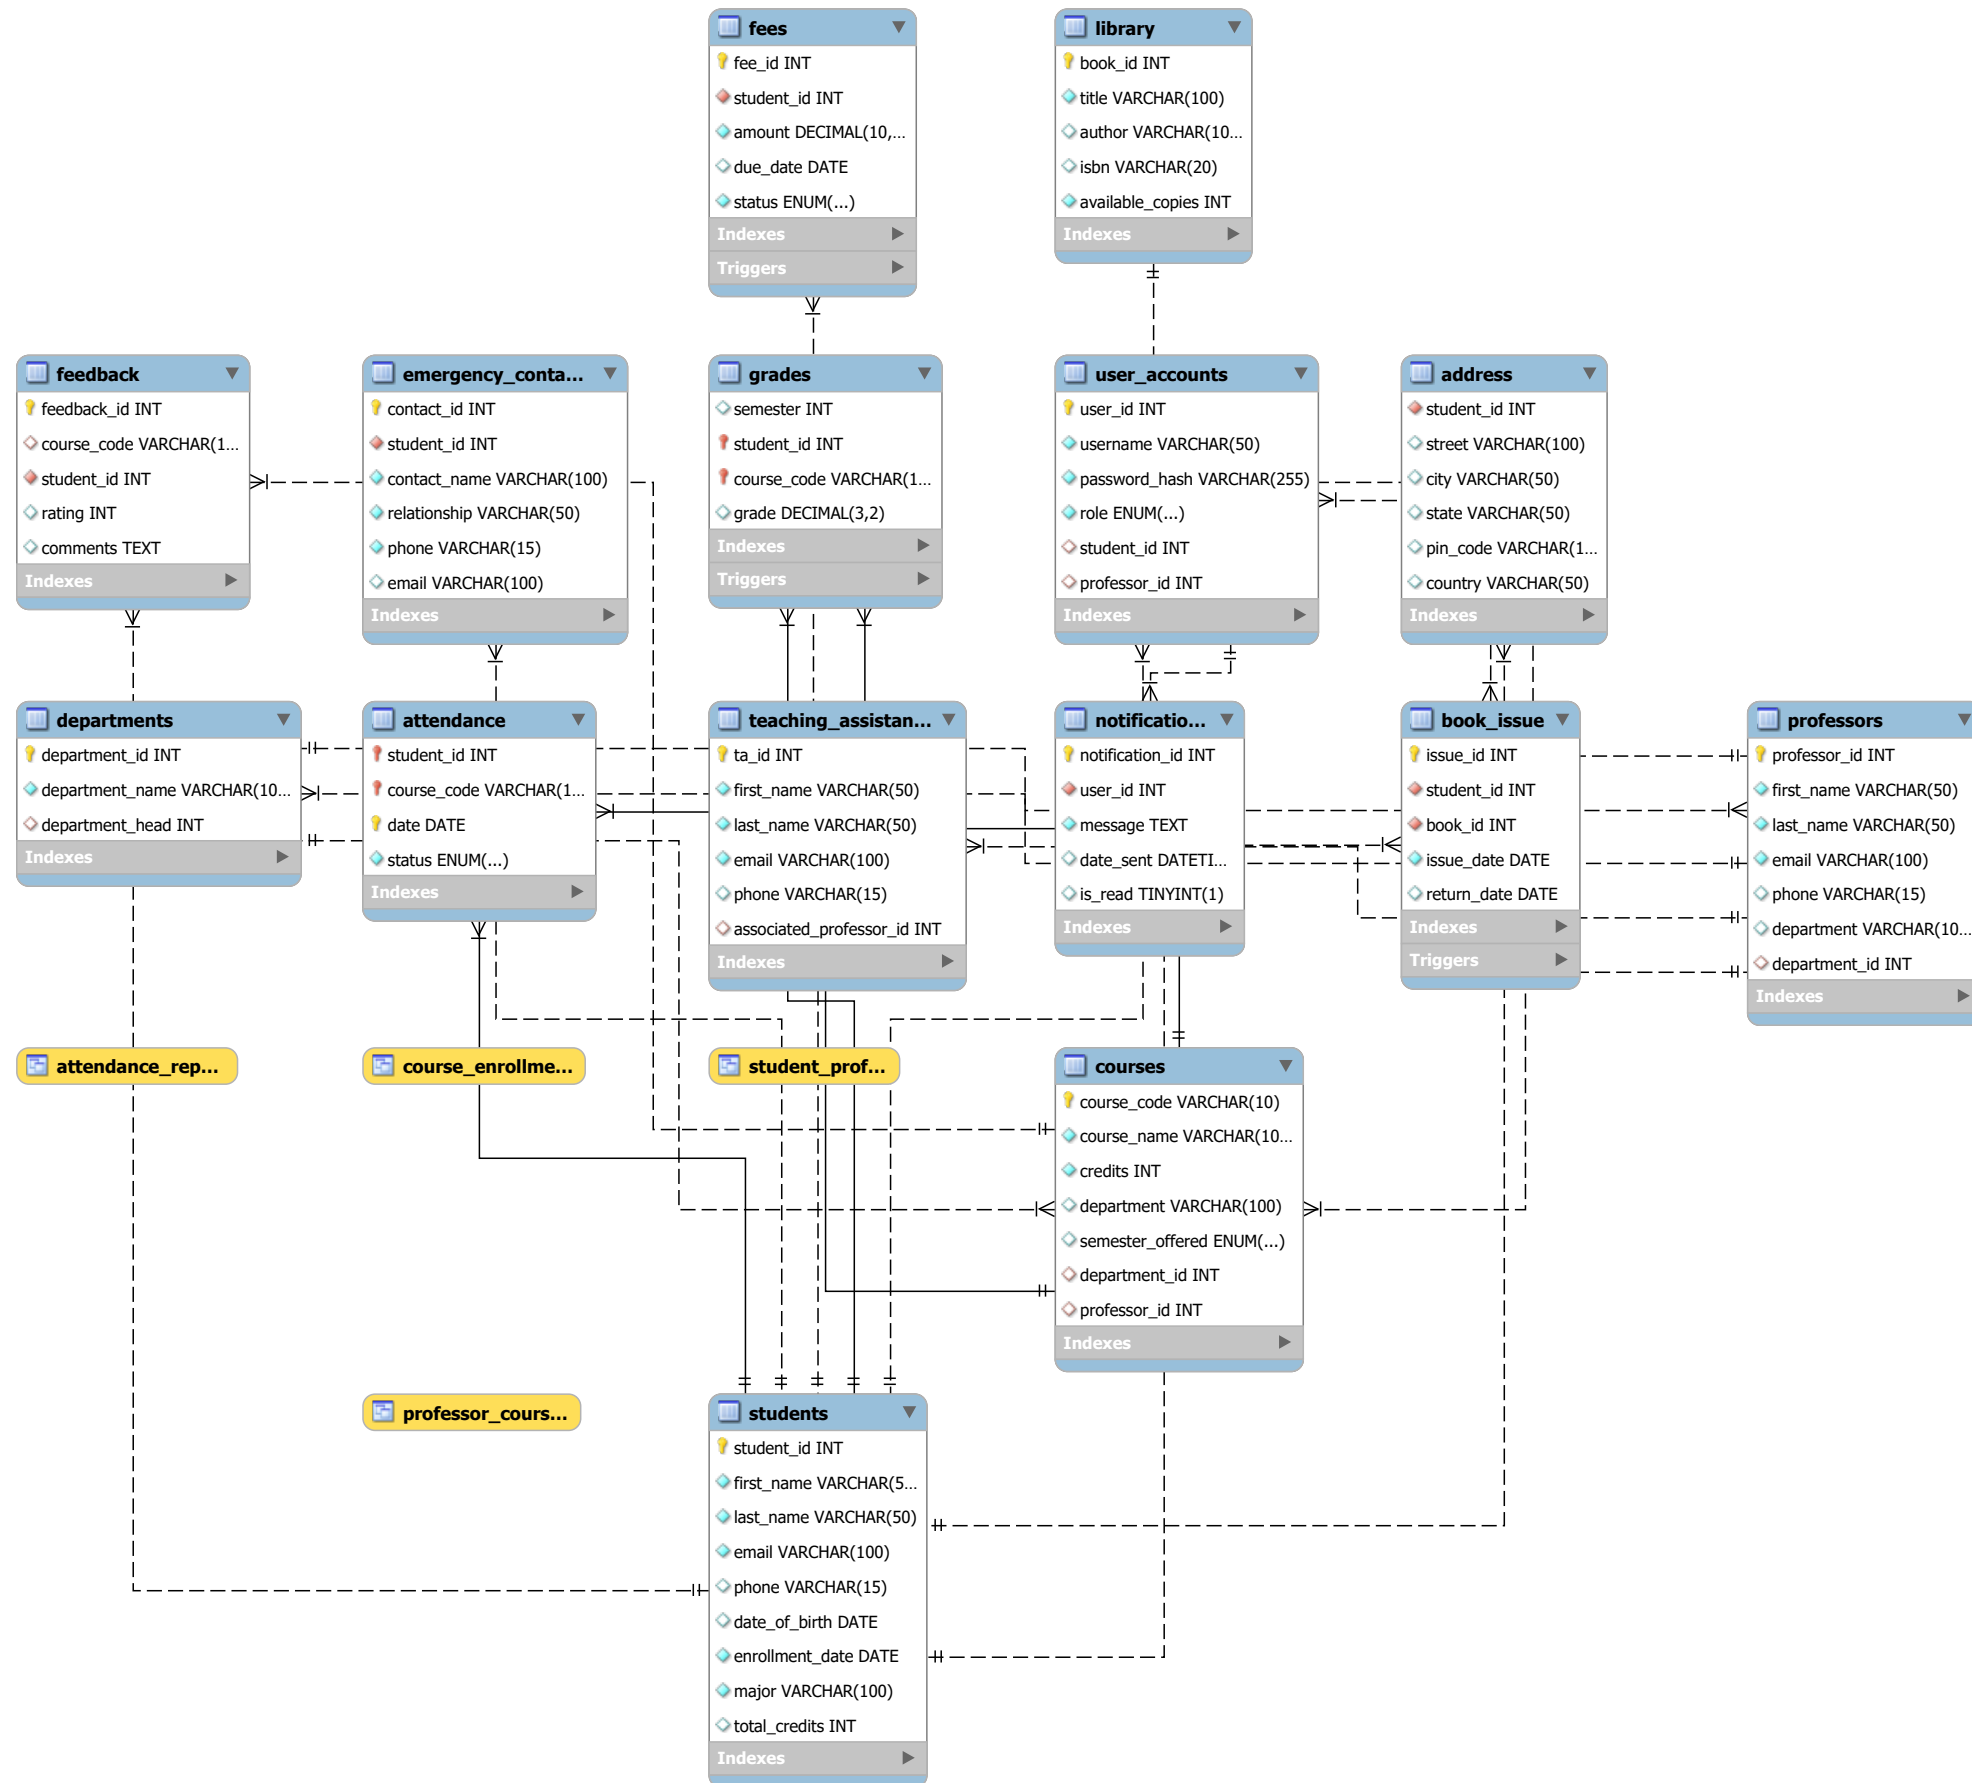 fees
fee_id INT
student_id INT
amount DECIMAL(10,...
due_date DATE
status ENUM(...)
Indexes
Triggers
library
book_id INT
title VARCHAR(100)
author VARCHAR(10...
isbn VARCHAR(20)
available_copies INT
Indexes
feedback
feedback_id INT
course_code VARCHAR(1...
student_id INT
rating INT
comments TEXT
Indexes
emergency_conta...
contact_id INT
student_id INT
contact_name VARCHAR(100)
relationship VARCHAR(50)
phone VARCHAR(15)
email VARCHAR(100)
Indexes
grades
semester INT
student_id INT
course_code VARCHAR(1...
grade DECIMAL(3,2)
Indexes
Triggers
user_accounts
user_id INT
username VARCHAR(50)
password_hash VARCHAR(255)
role ENUM(...)
student_id INT
professor_id INT
Indexes
address
student_id INT
street VARCHAR(100)
city VARCHAR(50)
state VARCHAR(50)
pin_code VARCHAR(1...
country VARCHAR(50)
Indexes
departments
department_id INT
department_name VARCHAR(10...
department_head INT
Indexes
attendance
student_id INT
course_code VARCHAR(1...
date DATE
status ENUM(...)
Indexes
teaching_assistan...
ta_id INT
first_name VARCHAR(50)
last_name VARCHAR(50)
email VARCHAR(100)
phone VARCHAR(15)
associated_professor_id INT
Indexes
notificatio...
notification_id INT
user_id INT
message TEXT
date_sent DATETI...
is_read TINYINT(1)
Indexes
book_issue
issue_id INT
student_id INT
book_id INT
issue_date DATE
return_date DATE
Indexes
Triggers
professors
professor_id INT
first_name VARCHAR(50)
last_name VARCHAR(50)
email VARCHAR(100)
phone VARCHAR(15)
department VARCHAR(10...
department_id INT
Indexes
attendance_rep...
course_enrollme...
student_prof...
courses
course_code VARCHAR(10)
course_name VARCHAR(10...
credits INT
department VARCHAR(100)
semester_offered ENUM(...)
department_id INT
professor_id INT
Indexes
professor_cours...
students
student_id INT
first_name VARCHAR(5...
last_name VARCHAR(50)
email VARCHAR(100)
phone VARCHAR(15)
date_of_birth DATE
enrollment_date DATE
major VARCHAR(100)
total_credits INT
Indexes